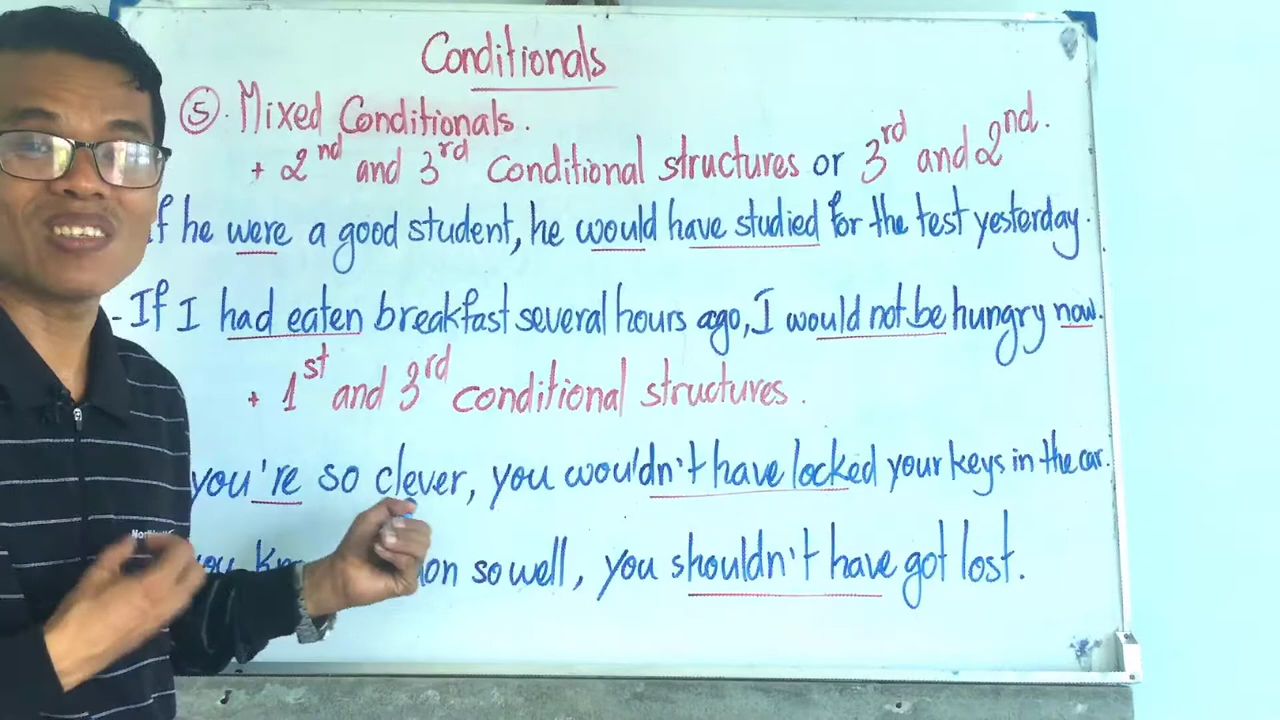 Conditionals
⑤. Mixed Conditionals.
+ 2nd and 3rd Conditional structures or 3rd and 2nd.
If he were a good student, he would have studied for the test yesterday.
- If I had eaten breakfast several hours ago, I would not be hungry now.
+ 1st and 3rd conditional structures.
you're so clever, you wouldn't have locked your keys in the car.
you so well, you shouldn't have got lost.